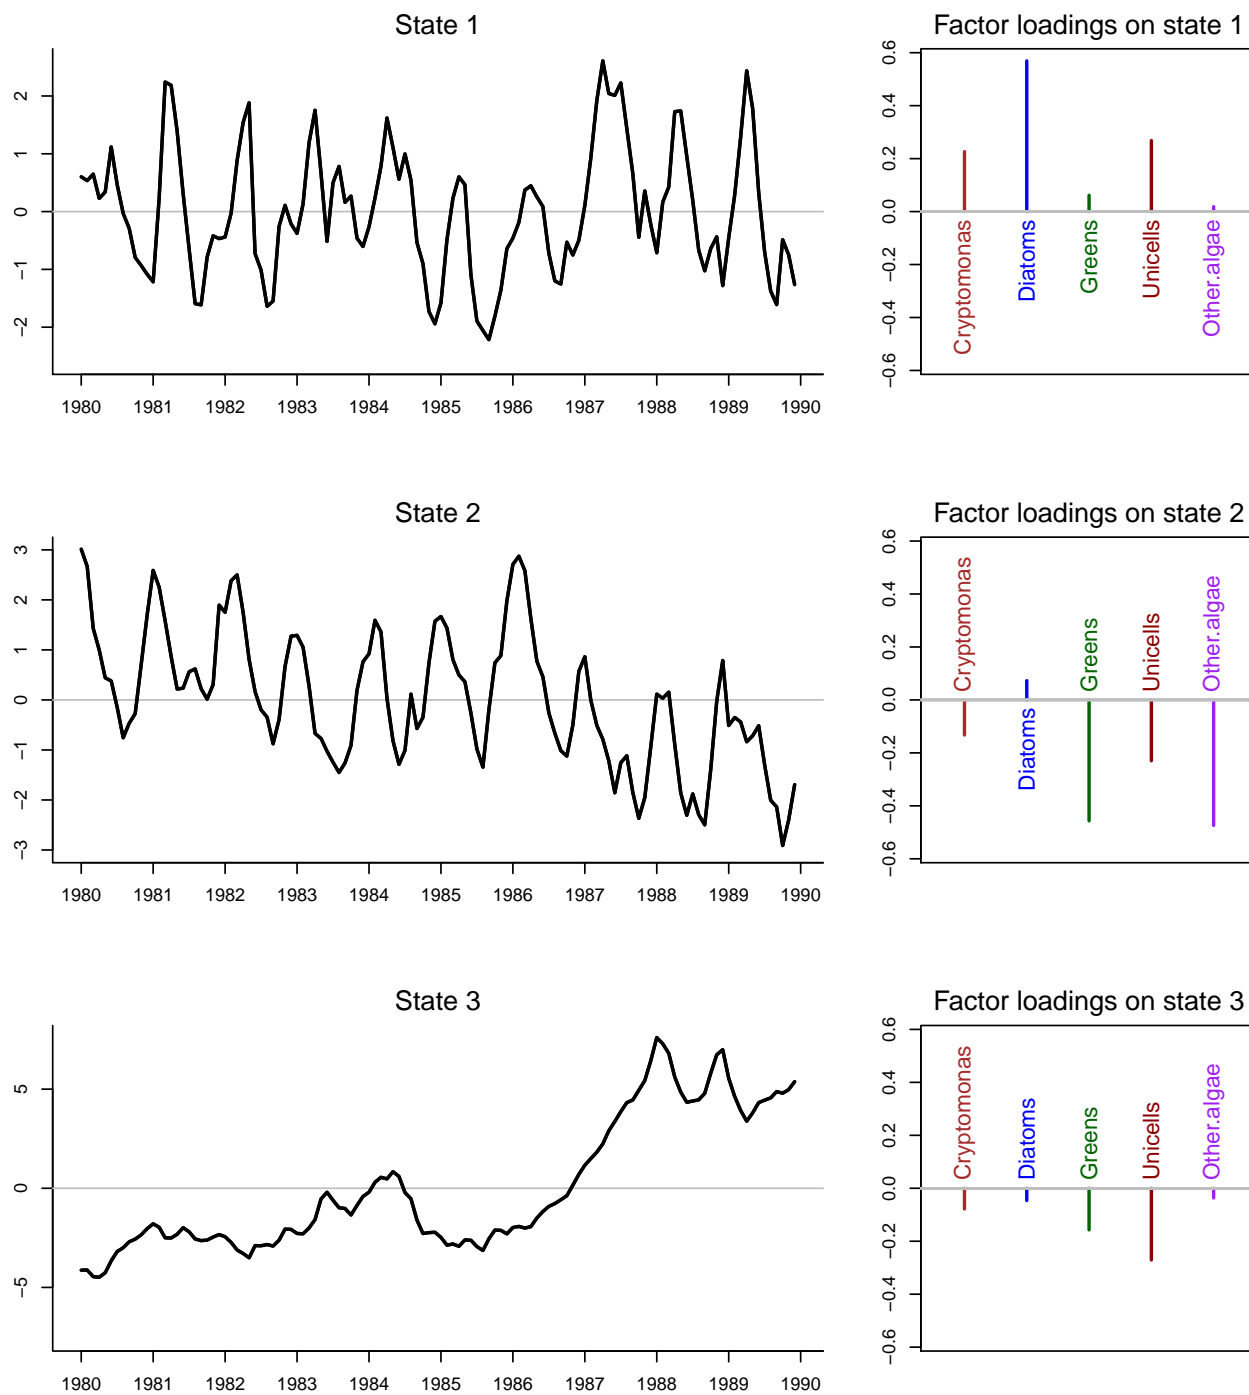 State 1
Factor loadings on state 1
2
1
0
−1
−2
1980 1981 1982 1983 1984 1985 1986 1987 1988 1989 1990
0.6
0.4
0.2
0.0
−0.2
−0.4
−0.6
Cryptomonas
Diatoms
Greens
Unicells
Other.algae
State 2
Factor loadings on state 2
3
2
1
0
−1
−2
−3
1980 1981 1982 1983 1984 1985 1986 1987 1988 1989 1990
0.6
0.4
0.2
0.0
−0.2
−0.4
−0.6
Cryptomonas
Diatoms
Greens
Unicells
Other.algae
State 3
Factor loadings on state 3
5
0
−5
1980 1981 1982 1983 1984 1985 1986 1987 1988 1989 1990
0.6
0.4
0.2
0.0
−0.2
−0.4
−0.6
Cryptomonas
Diatoms
Greens
Unicells
Other.algae